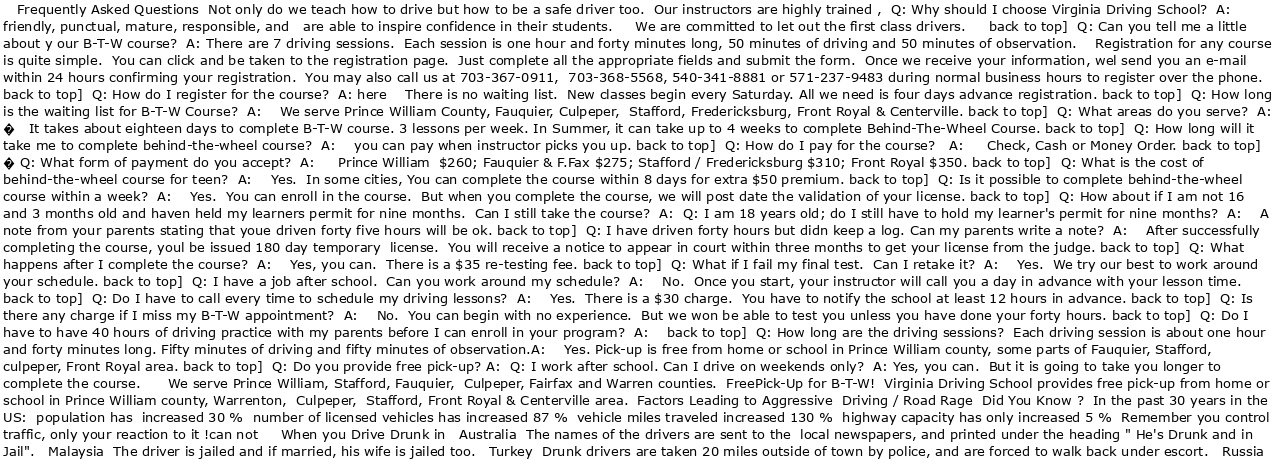 Frequently Asked Questions  Not only do we teach how to drive but how to be a safe driver too.  Our instructors are highly trained ,  Q: Why should I choose Virginia Driving School?  A:
friendly, punctual, mature, responsible, and   are able to inspire confidence in their students.      We are committed to let out the first class drivers.      back to top]  Q: Can you tell me a little
about y our B-T-W course?  A: There are 7 driving sessions.  Each session is one hour and forty minutes long, 50 minutes of driving and 50 minutes of observation.    Registration for any course
is quite simple.  You can click and be taken to the registration page.  Just complete all the appropriate fields and submit the form.  Once we receive your information, wel send you an e-mail
within 24 hours confirming your registration.  You may also call us at 703-367-0911,  703-368-5568, 540-341-8881 or 571-237-9483 during normal business hours to register over the phone.
back to top]  Q: How do I register for the course?  A: here    There is no waiting list.  New classes begin every Saturday. All we need is four days advance registration. back to top]  Q: How long
is the waiting list for B-T-W Course?  A:    We serve Prince William County, Fauquier, Culpeper,  Stafford, Fredericksburg, Front Royal & Centerville. back to top]  Q: What areas do you serve?  A:
�   It takes about eighteen days to complete B-T-W course. 3 lessons per week. In Summer, it can take up to 4 weeks to complete Behind-The-Wheel Course. back to top]  Q: How long will it
take me to complete behind-the-wheel course?  A:    you can pay when instructor picks you up. back to top]  Q: How do I pay for the course?   A:     Check, Cash or Money Order. back to top]
� Q: What form of payment do you accept?  A:     Prince William  $260; Fauquier & F.Fax $275; Stafford / Fredericksburg $310; Front Royal $350. back to top]  Q: What is the cost of
behind-the-wheel course for teen?  A:    Yes.  In some cities, You can complete the course within 8 days for extra $50 premium. back to top]  Q: Is it possible to complete behind-the-wheel
course within a week?  A:    Yes.  You can enroll in the course.  But when you complete the course, we will post date the validation of your license. back to top]  Q: How about if I am not 16
and 3 months old and haven held my learners permit for nine months.  Can I still take the course?  A:  Q: I am 18 years old; do I still have to hold my learner's permit for nine months?  A:    A
note from your parents stating that youe driven forty five hours will be ok. back to top]  Q: I have driven forty hours but didn keep a log. Can my parents write a note?  A:    After successfully
completing the course, youl be issued 180 day temporary  license.  You will receive a notice to appear in court within three months to get your license from the judge. back to top]  Q: What
happens after I complete the course?  A:    Yes, you can.  There is a $35 re-testing fee. back to top]  Q: What if I fail my final test.  Can I retake it?  A:    Yes.  We try our best to work around
your schedule. back to top]  Q: I have a job after school.  Can you work around my schedule?  A:    No.  Once you start, your instructor will call you a day in advance with your lesson time.
back to top]  Q: Do I have to call every time to schedule my driving lessons?  A:    Yes.  There is a $30 charge.  You have to notify the school at least 12 hours in advance. back to top]  Q: Is
there any charge if I miss my B-T-W appointment?  A:    No.  You can begin with no experience.  But we won be able to test you unless you have done your forty hours. back to top]  Q: Do I
have to have 40 hours of driving practice with my parents before I can enroll in your program?  A:    back to top]  Q: How long are the driving sessions?  Each driving session is about one hour
and forty minutes long. Fifty minutes of driving and fifty minutes of observation.A:    Yes. Pick-up is free from home or school in Prince William county, some parts of Fauquier, Stafford,
culpeper, Front Royal area. back to top]  Q: Do you provide free pick-up? A:  Q: I work after school. Can I drive on weekends only?  A: Yes, you can.  But it is going to take you longer to
complete the course.      We serve Prince William, Stafford, Fauquier,  Culpeper, Fairfax and Warren counties.  FreePick-Up for B-T-W!  Virginia Driving School provides free pick-up from home or
school in Prince William county, Warrenton,  Culpeper,  Stafford, Front Royal & Centerville area.  Factors Leading to Aggressive  Driving / Road Rage  Did You Know ?  In the past 30 years in the
US:  population has  increased 30 %  number of licensed vehicles has increased 87 %  vehicle miles traveled increased 130 %  highway capacity has only increased 5 %  Remember you control
traffic, only your reaction to it !can not     When you Drive Drunk in   Australia  The names of the drivers are sent to the  local newspapers, and printed under the heading " He's Drunk and in
Jail".   Malaysia  The driver is jailed and if married, his wife is jailed too.   Turkey  Drunk drivers are taken 20 miles outside of town by police, and are forced to walk back under escort.   Russia